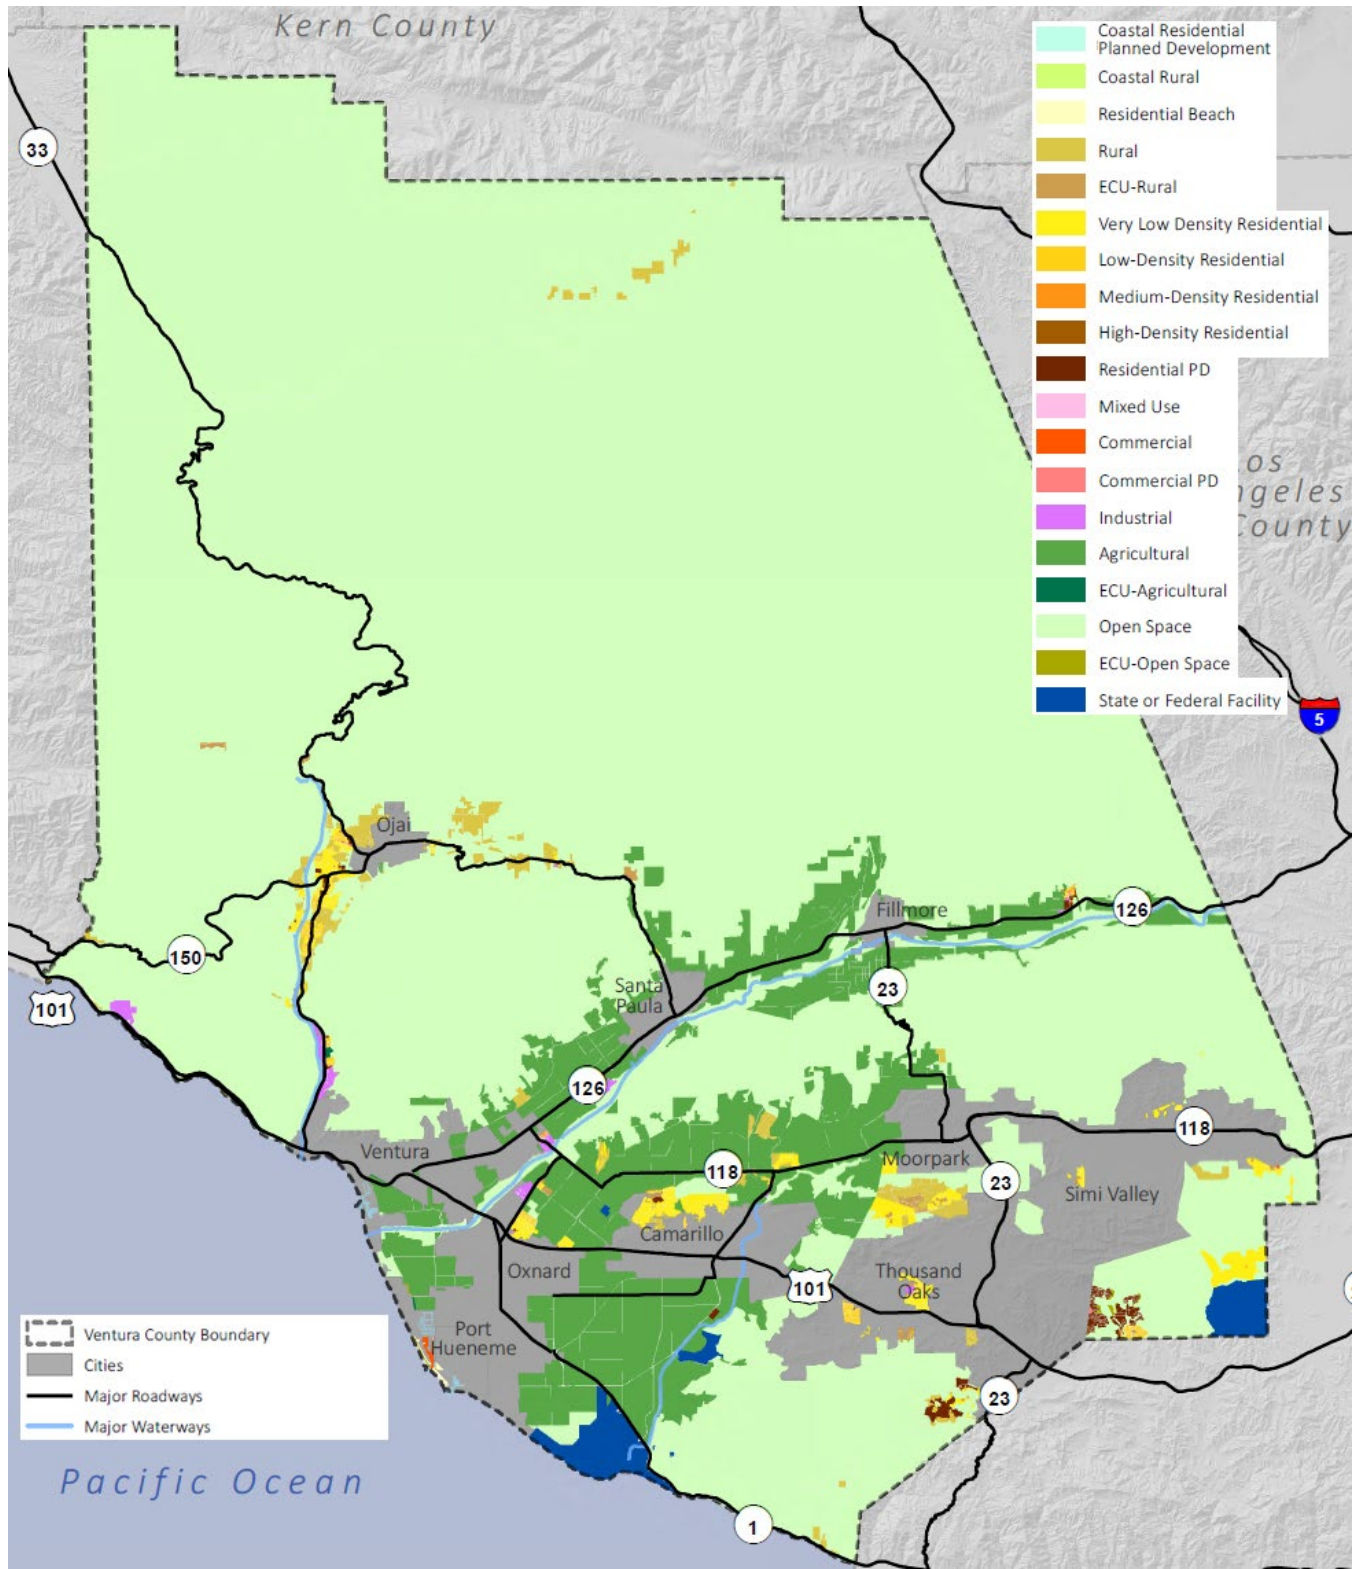 Kern County
33
Coastal Residential
Planned Development
Coastal Rural
Residential Beach
Rural
ECU-Rural
Very Low Density Residential
Low-Density Residential
Medium-Density Residential
High-Density Residential
Residential PD
Mixed Use
Commercial
Commercial PD
Industrial
Agricultural
ECU-Agricultural
Open Space
ECU-Open Space
State or Federal Facility
os
ngeles
County
5
Ojai
Fillmore
126
150
23
Santa
Paula
101
126
118
Ventura
118
Moorpark
23
Simi Valley
Camarillo
Oxnard
101
Thousand
Oaks
Port
Hueneme
23
1
Ventura County Boundary
Cities
Major Roadways
Major Waterways
Pacific Ocean